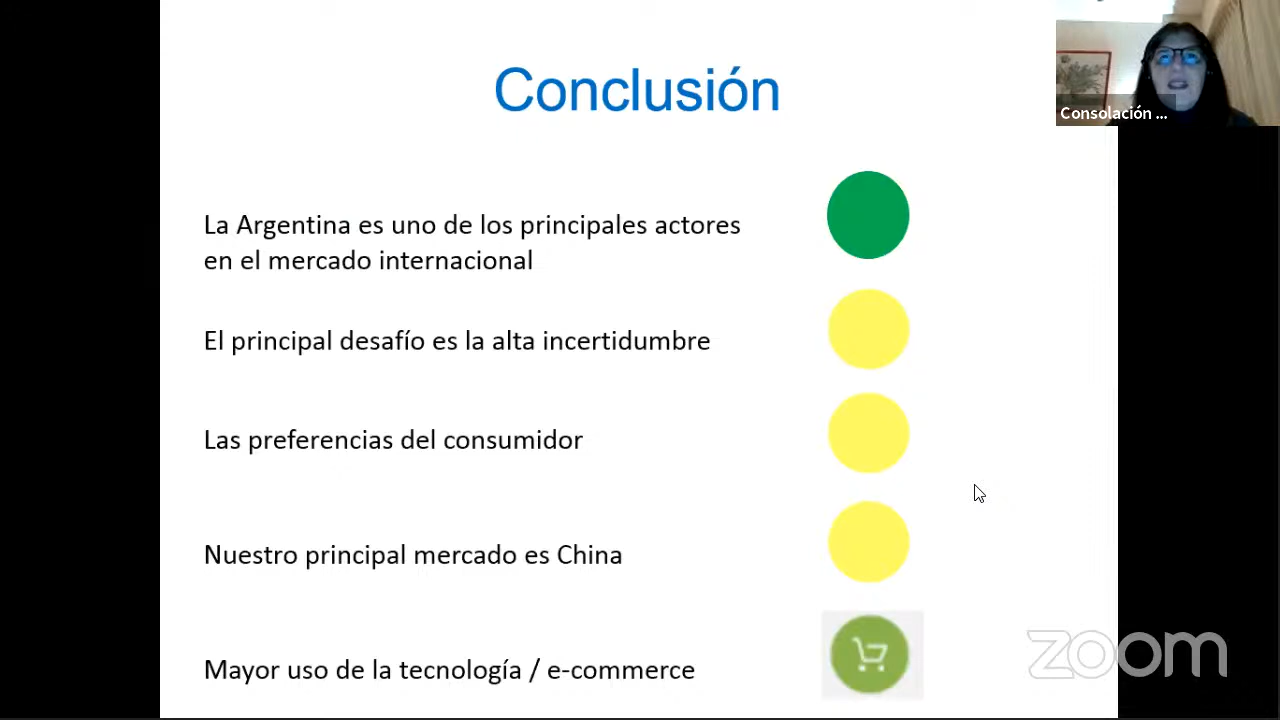 Conclusión
Consolación ...
La Argentina es uno de los principales actores
en el mercado internacional
El principal desafío es la alta incertidumbre
Las preferencias del consumidor
Nuestro principal mercado es China
Mayor uso de la tecnología / e-commerce
zoom